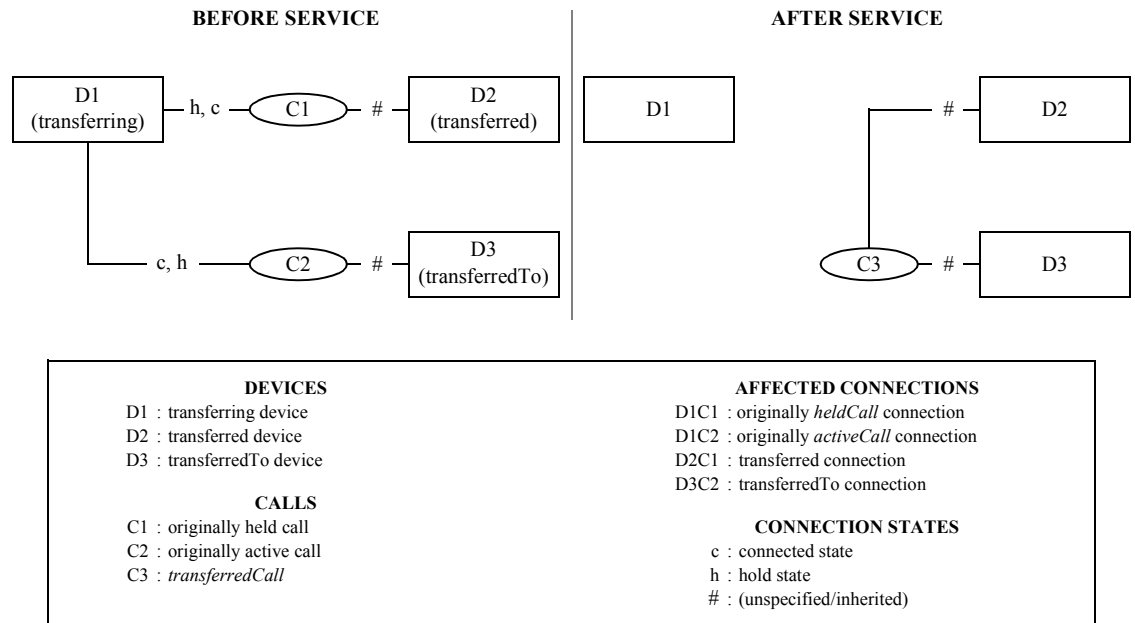 BEFORE SERVICE
AFTER SERVICE
D1
(transferring)
h, c
C1
#
D2
(transferred)
D1
#
D2
c, h
C2
#
D3
(transferredTo)
C3
#
D3
DEVICES
D1 : transferring device
D2 : transferred device
D3 : transferredTo device
CALLS
C1 : originally held call
C2 : originally active call
C3 : transferredCall
AFFECTED CONNECTIONS
D1C1 : originally heldCall connection
D1C2 : originally activeCall connection
D2C1 : transferred connection
D3C2 : transferredTo connection
CONNECTION STATES
c : connected state
h : hold state
# : (unspecified/inherited)